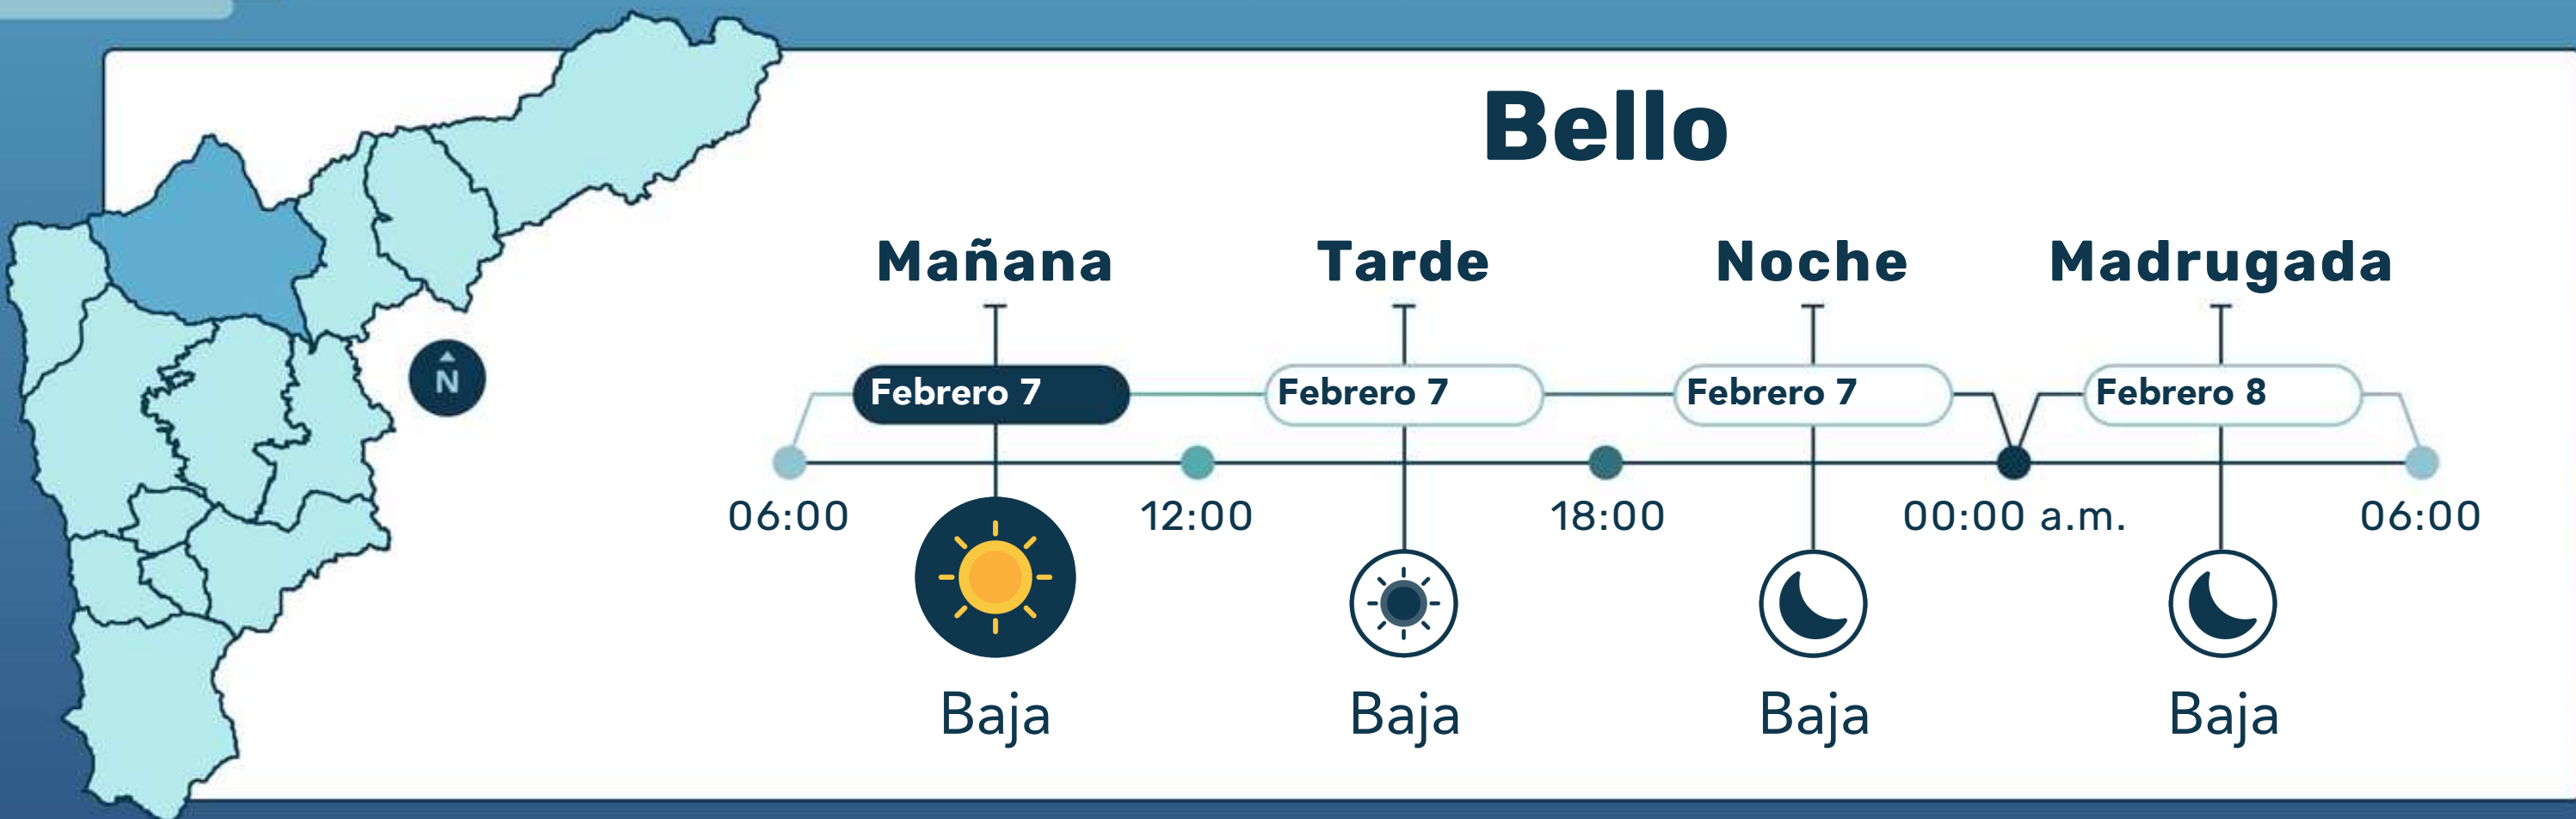 Bello
Mañana Tarde Noche Madrugada
Febrero 7 Febrero 7 Febrero 7 Febrero 8
N
06:00 12:00 18:00 00:00 a.m. 06:00
Baja Baja Baja Baja